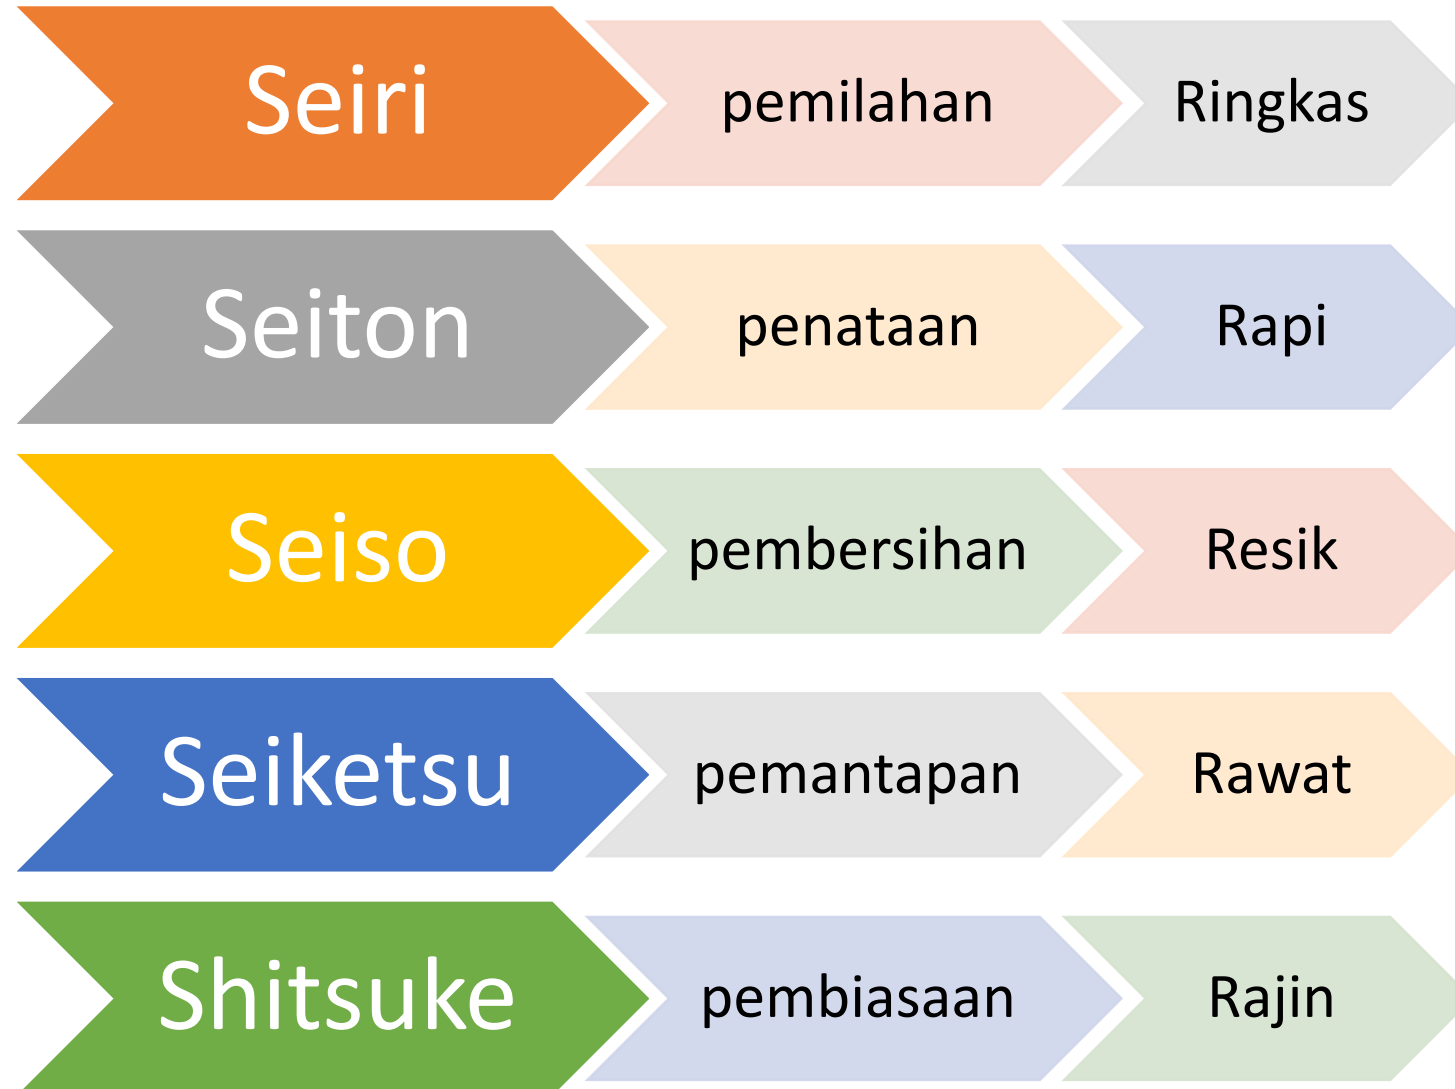 Seiri pemilahan Ringkas
Seiton penataan Rapi
Seiso pembersihan Resik
Seiketsu pemantapan Rawat
Shitsuke pembiasaan Rajin